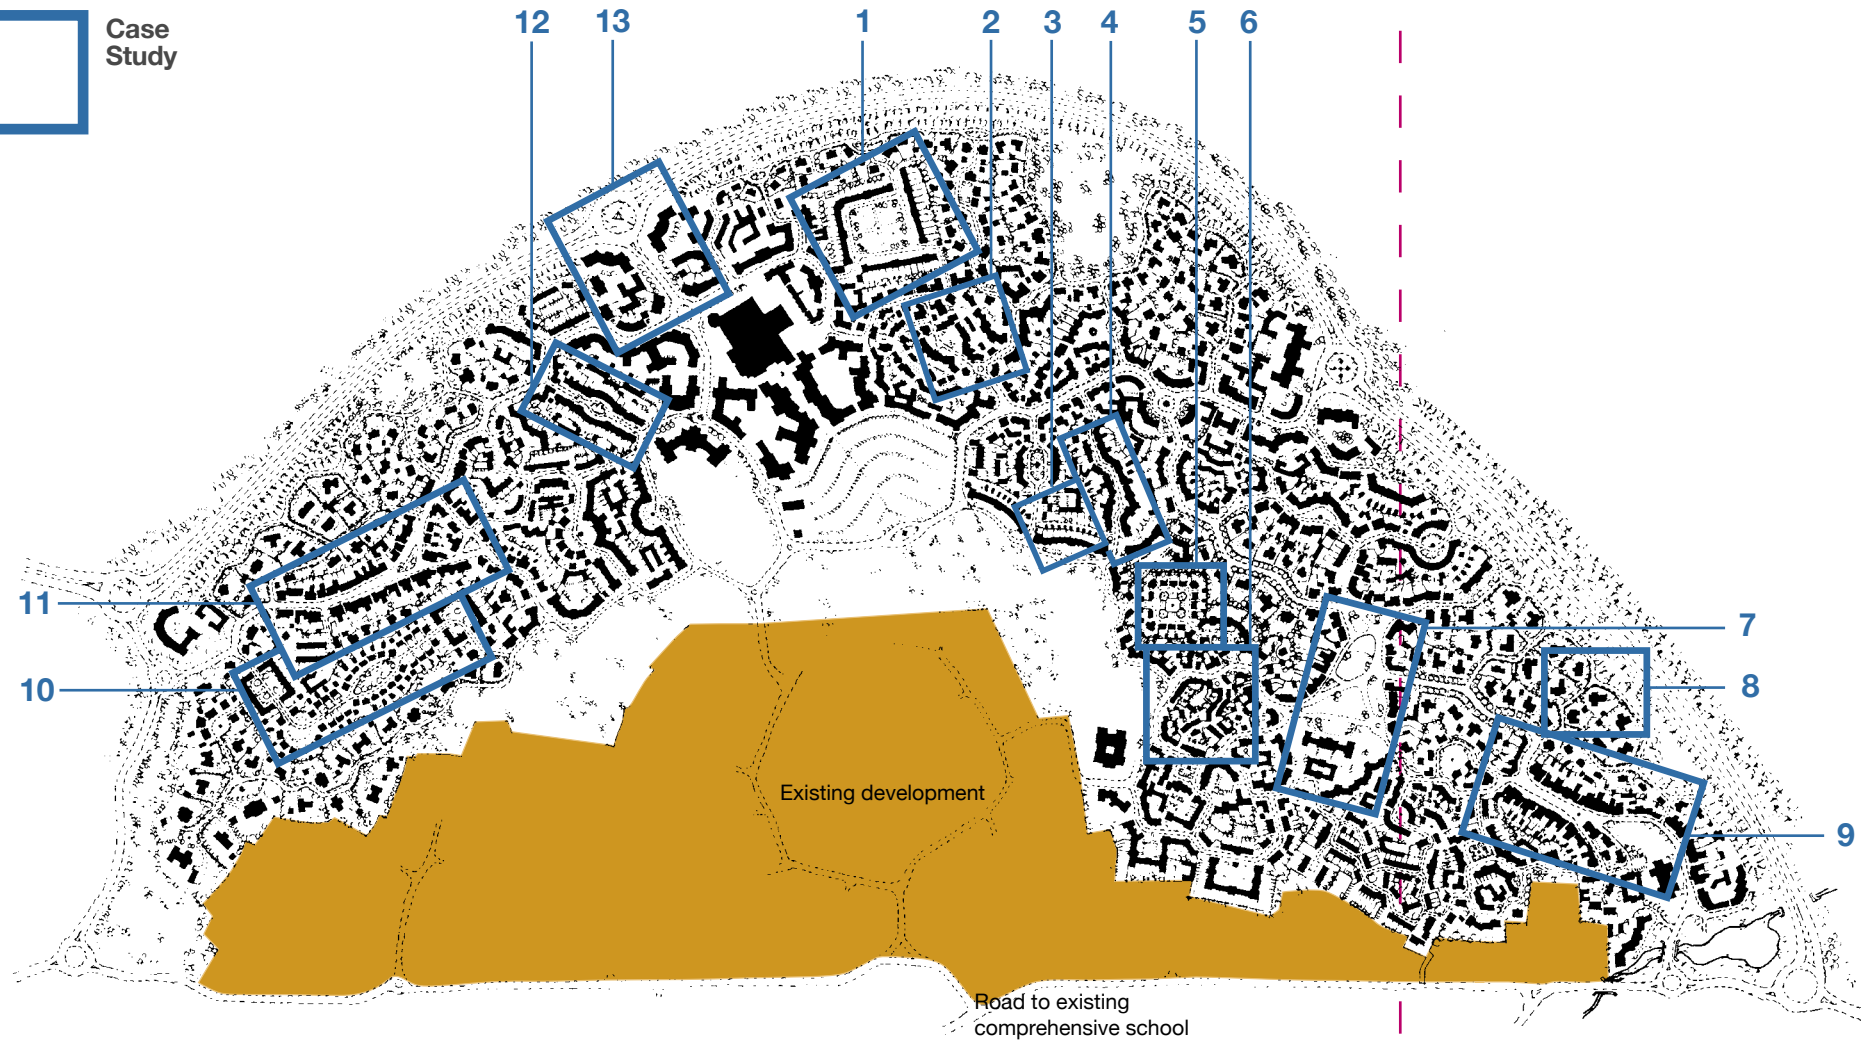 12
13
1
2
3
4
5
6
Case
Study
11
10
7
8
9
Existing development
Road to existing
comprehensive school